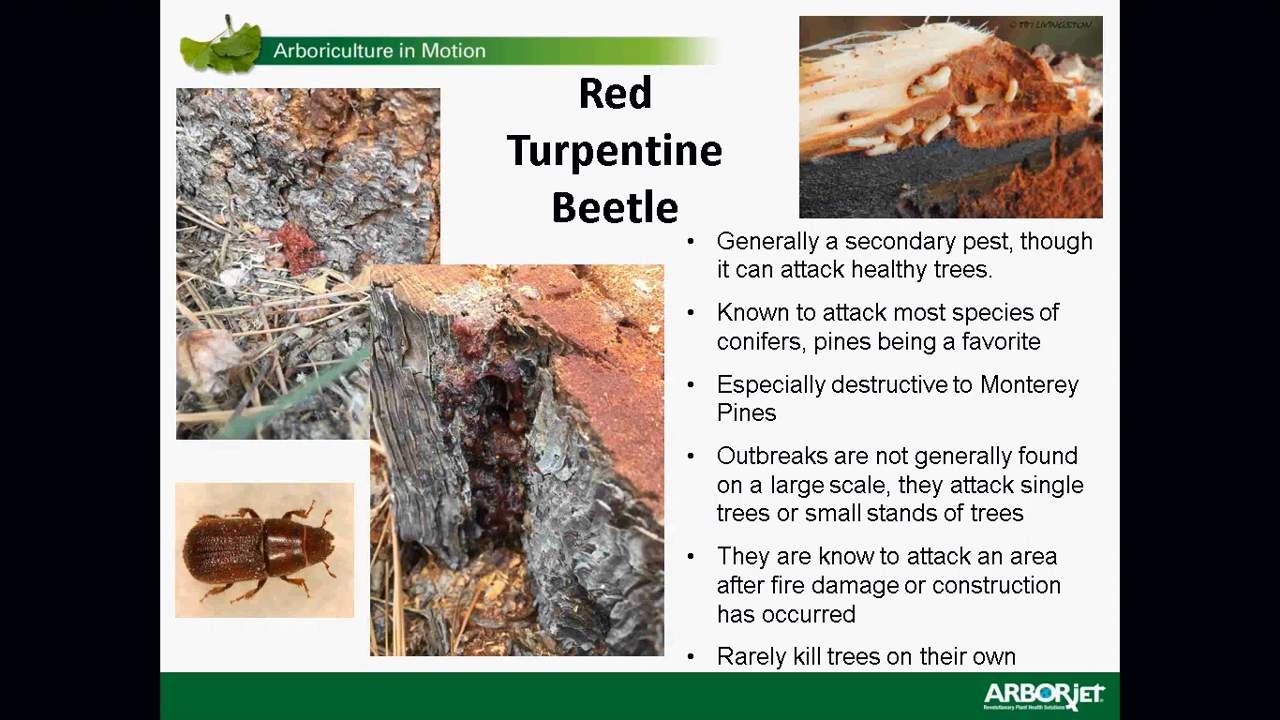 Arboriculture in Motion
Red
Turpentine
Beetle
© TIM LIVINGSTON
• Generally a secondary pest, though
it can attack healthy trees.
• Known to attack most species of
conifers, pines being a favorite
• Especially destructive to Monterey
Pines
• Outbreaks are not generally found
on a large scale, they attack single
trees or small stands of trees
• They are know to attack an area
after fire damage or construction
has occurred
• Rarely kill trees on their own
ARBORjET
Revolutionary Plant Health Solutions